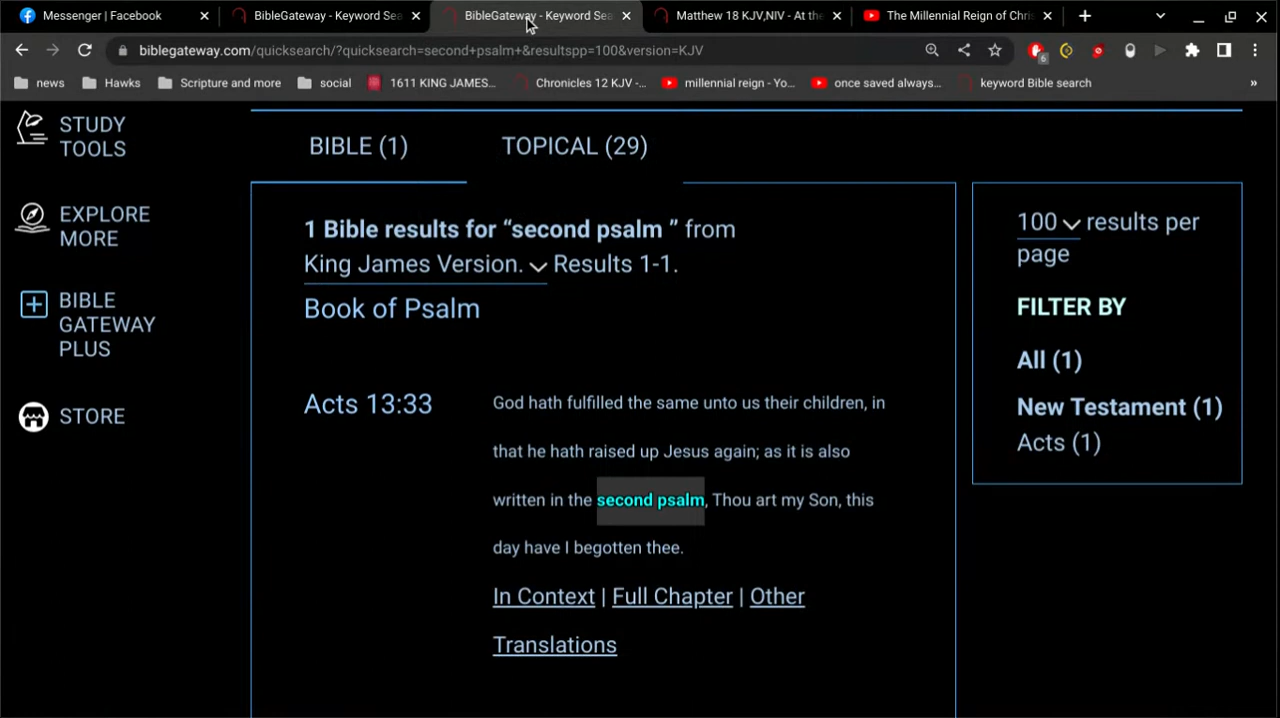 Messenger | Facebook
BibleGateway - Keyword Sea
BibleGateway - Keyword Sea
Matthew 18 KJV,NIV - At the
The Millennial Reign of Chris
biblegateway.com/quicksearch/?quicksearch=second+psalm+&resultspp=100&version=KJV
6
news
Hawks
Scripture and more
social
1611 KING JAMES...
Chronicles 12 KJV -...
millennial reign - Yo...
once saved always...
keyword Bible search
»
STUDY
TOOLS
EXPLORE
MORE
BIBLE
GATEWAY
PLUS
STORE
BIBLE (1)
TOPICAL (29)
1 Bible results for “second psalm ” from
King James Version. Results 1-1.
Book of Psalm
Acts 13:33
God hath fulfilled the same unto us their children, in
that he hath raised up Jesus again; as it is also
written in the second psalm, Thou art my Son, this
day have I begotten thee.
In Context | Full Chapter | Other
Translations
100 results per
page
FILTER BY
All (1)
New Testament (1)
Acts (1)